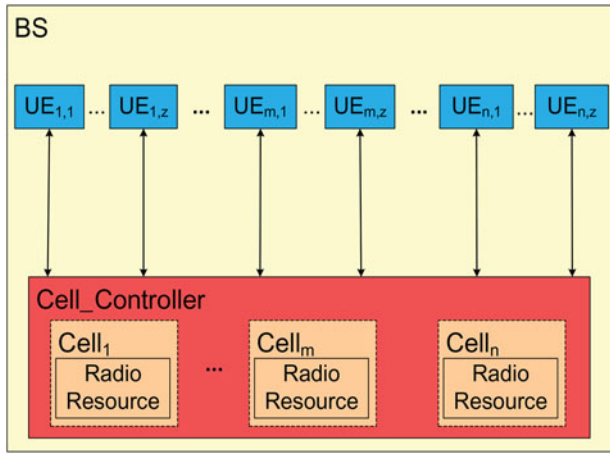 BS
UE1,1 ... UE1,z ... UEm,1 ... UEm,z ... UEn,1 ... UEn,z
Cell_Controller
Cell1 ... Cellm Celln
Radio Radio Radio
Resource Resource Resource